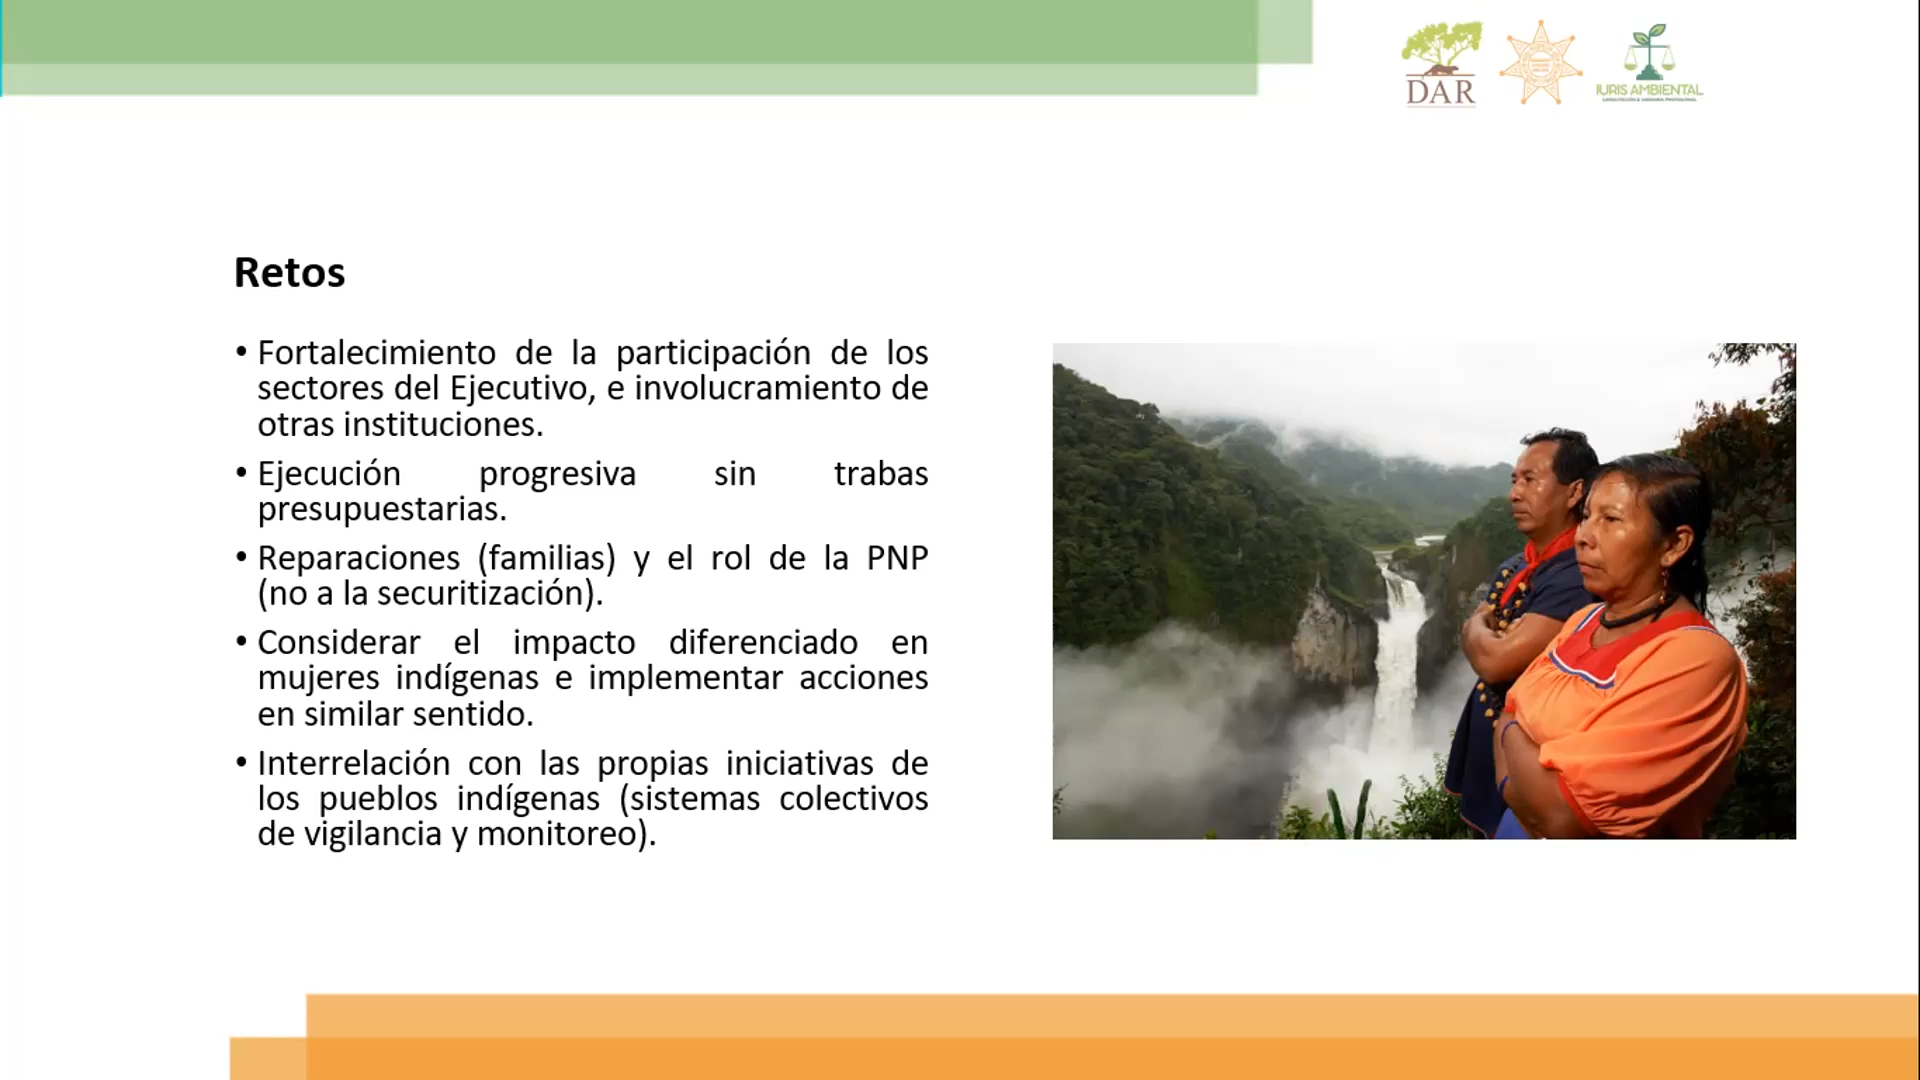 DAR
IURIS AMBIENTAL
CAPACITACIÓN & ASESORÍA PROFESIONAL
Retos
• Fortalecimiento de la participación de los
sectores del Ejecutivo, e involucramiento de
otras instituciones.
• Ejecución progresiva sin trabas
presupuestarias.
• Reparaciones (familias) y el rol de la PNP
(no a la securitización).
• Considerar el impacto diferenciado en
mujeres indígenas e implementar acciones
en similar sentido.
• Interrelación con las propias iniciativas de
los pueblos indígenas (sistemas colectivos
de vigilancia y monitoreo).